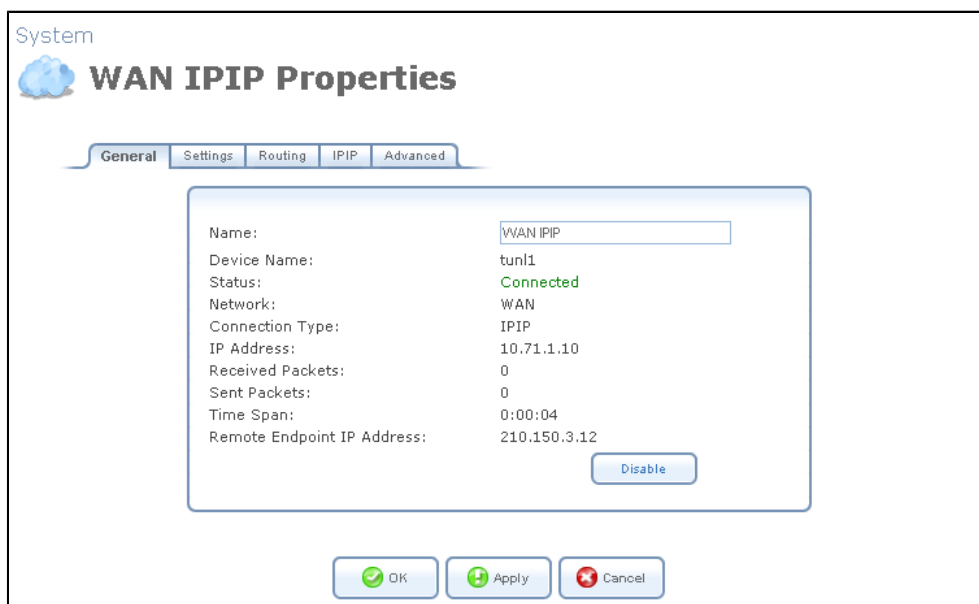 System
WAN IPIP Properties
General Settings Routing IPIP Advanced
Name: WAN IPIP
Device Name: tunl1
Status: Connected
Network: WAN
Connection Type: IPIP
IP Address: 10.71.1.10
Received Packets: 0
Sent Packets: 0
Time Span: 0:00:04
Remote Endpoint IP Address: 210.150.3.12
Disable
OK Apply Cancel